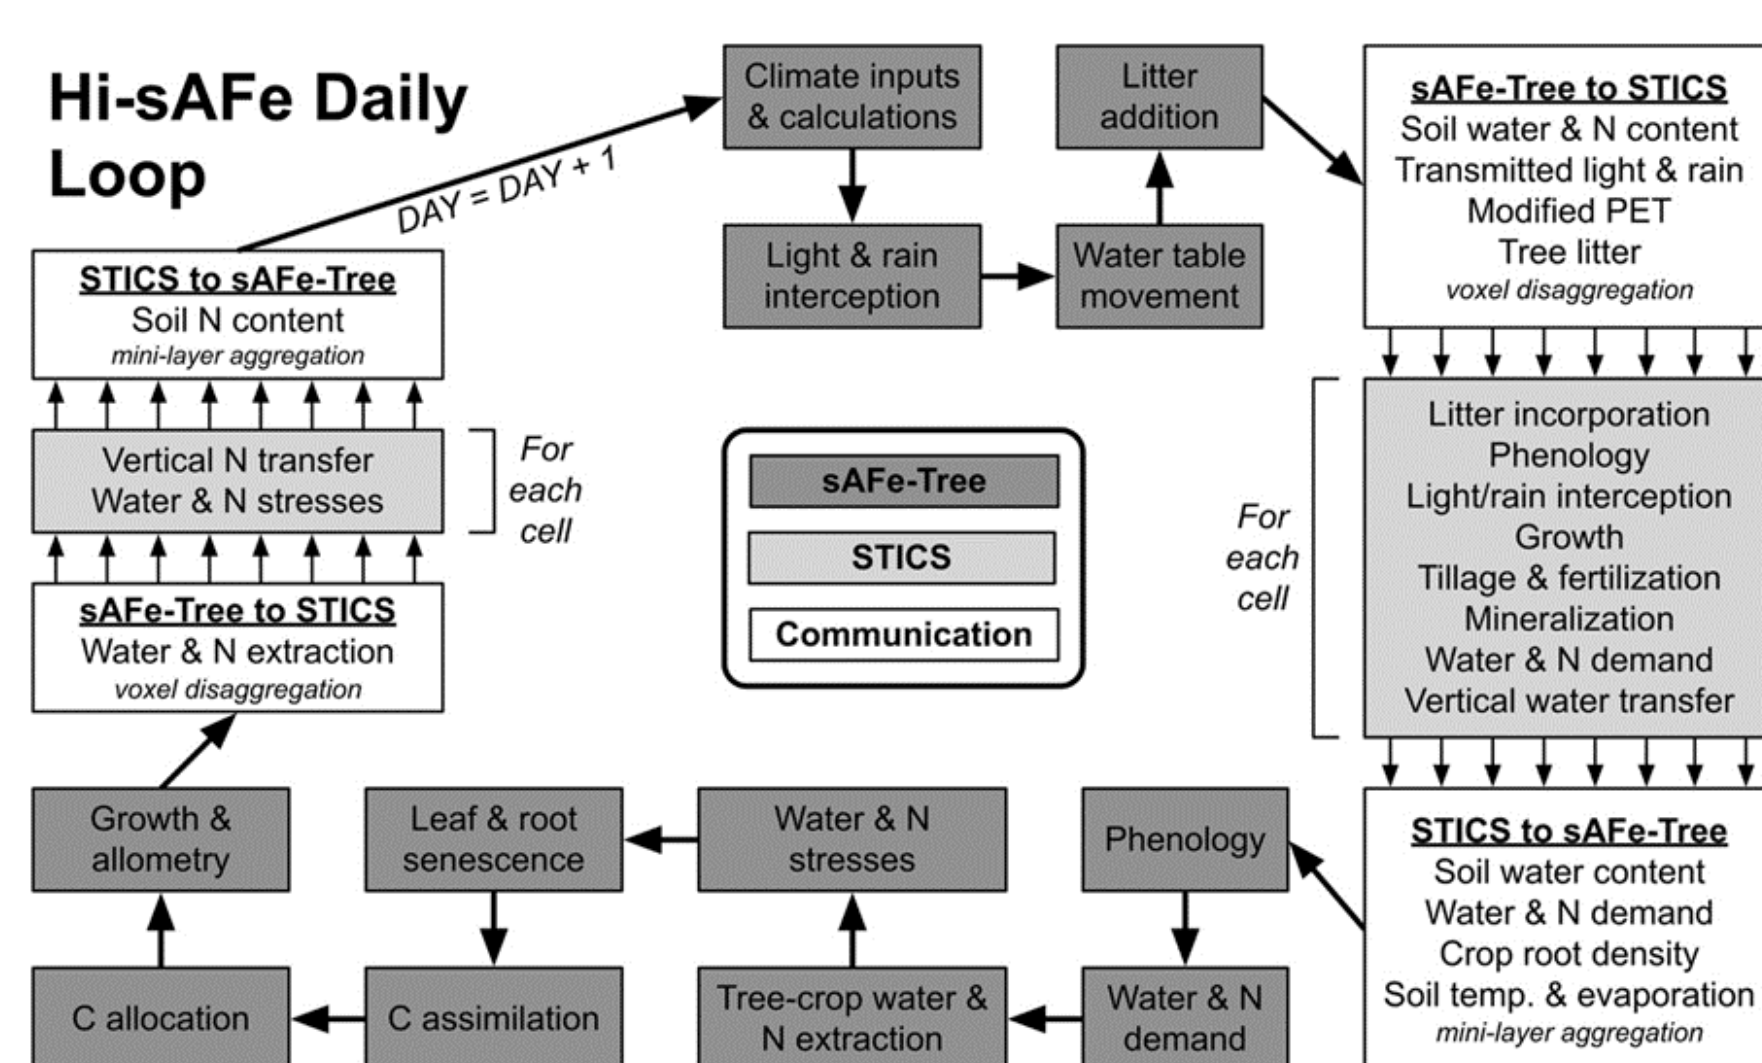 Hi-sAFe Daily
Loop
DAY = DAY + 1
Climate inputs
& calculations
Light & rain
interception
Water table
movement
Litter
addition
sAFe-Tree to STICS
Soil water & N content
Transmitted light & rain
Modified PET
Tree litter
voxel disaggregation
For
each
cell
Litter incorporation
Phenology
Light/rain interception
Growth
Tillage & fertilization
Mineralization
Water & N demand
Vertical water transfer
STICS to sAFe-Tree
Soil water content
Water & N demand
Crop root density
Soil temp. & evaporation
mini-layer aggregation
Phenology
Water & N
demand
Tree-crop water &
N extraction
Water & N
stresses
Leaf & root
senescence
C assimilation
C allocation
Growth &
allometry
sAFe-Tree to STICS
Water & N extraction
voxel disaggregation
Vertical N transfer
Water & N stresses
For
each
cell
STICS to sAFe-Tree
Soil N content
mini-layer aggregation
sAFe-Tree
STICS
Communication